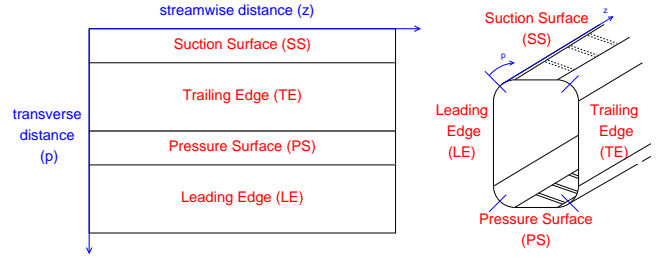 streamwise distance (z)
Suction Surface (SS)
Trailing Edge (TE)
Pressure Surface (PS)
Leading Edge (LE)
transverse
distance
(p)
Suction Surface
(SS)
z
p
Leading
Edge
(LE)
Trailing
Edge
(TE)
Pressure Surface
(PS)